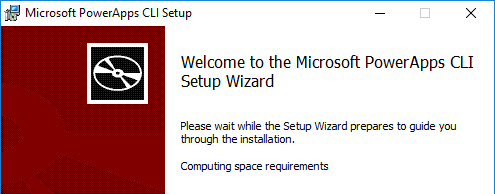 Microsoft PowerApps CLI Setup
Welcome to the Microsoft PowerApps CLI
Setup Wizard
Please wait while the Setup Wizard prepares to guide you
through the installation.
Computing space requirements